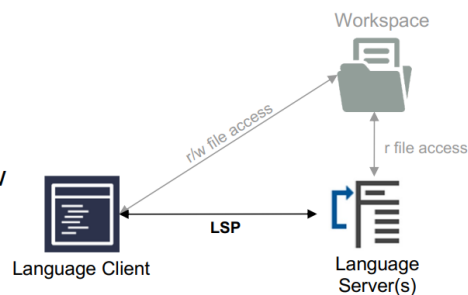 Workspace
r/w file access
r file access
LSP
Language Client
Language
Server(s)